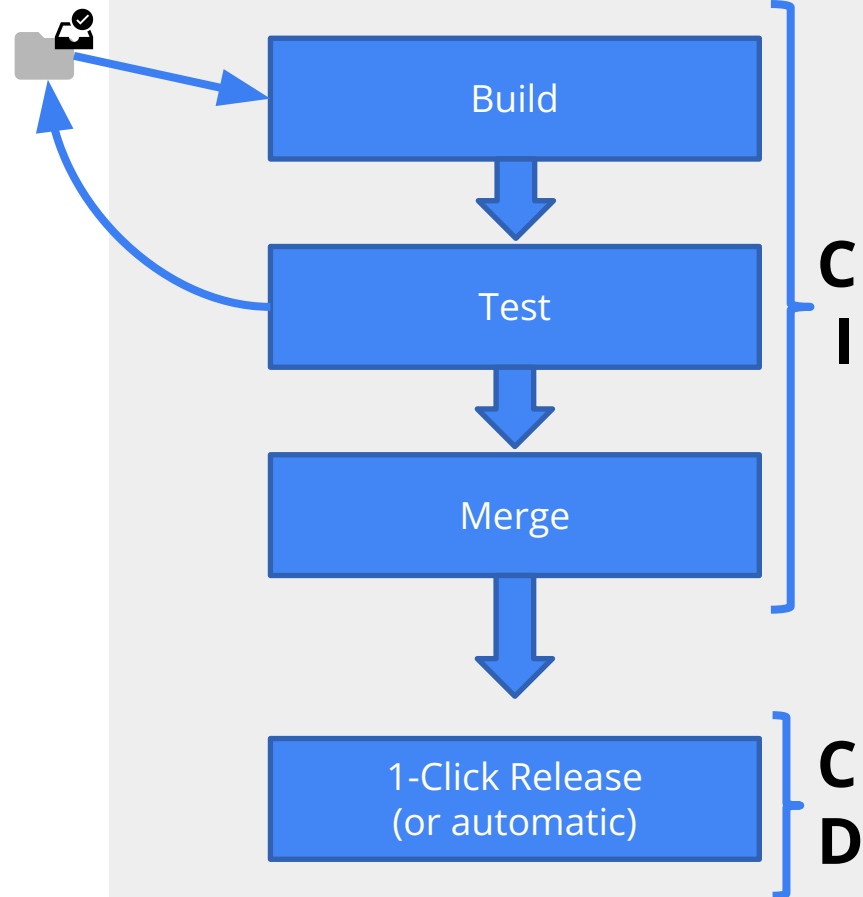 Build
Test
C
I
Merge
1-Click Release
(or automatic)
C
D